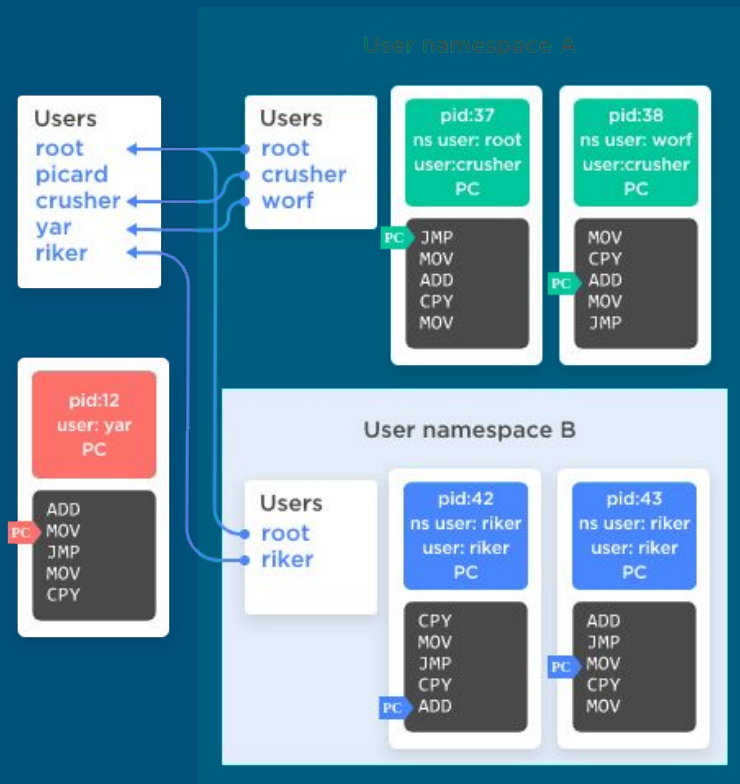 User namespace A
Users
root
picard
crusher
yar
riker
Users
root
crusher
worf
pid:37
ns user: root
user:crusher
PC
PC
JMP
MOV
ADD
CPY
MOV
pid:38
ns user: worf
user:crusher
PC
MOV
CPY
PC
ADD
MOV
JMP
pid:12
user: yar
PC
ADD
PC
MOV
JMP
MOV
CPY
User namespace B
Users
root
riker
pid:42
ns user: riker
user: riker
PC
CPY
MOV
JMP
CPY
PC
ADD
pid:43
ns user: riker
user: riker
PC
ADD
JMP
PC
MOV
CPY
MOV